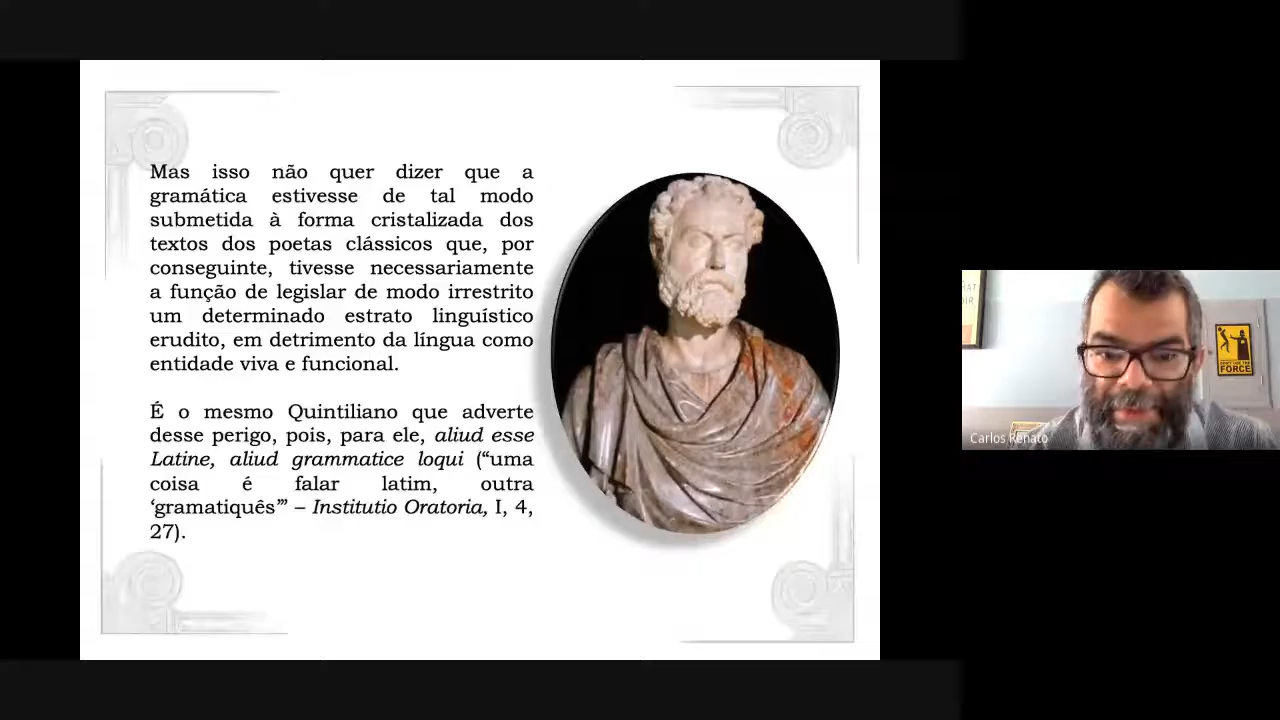 Mas isso não quer dizer que a
gramática estivesse de tal modo
submetida à forma cristalizada dos
textos dos poetas clássicos que, por
conseguinte, tivesse necessariamente
a função de legislar de modo irrestrito
um determinado estrato linguístico
erudito, em detrimento da língua como
entidade viva e funcional.
É o mesmo Quintiliano que adverte
desse perigo, pois, para ele, aliud esse
Latine, aliud grammatice loqui (“uma
coisa é falar latim, outra
‘gramatiquês’” – Institutio Oratoria, I, 4,
27).
Carlos Renato
FORCE